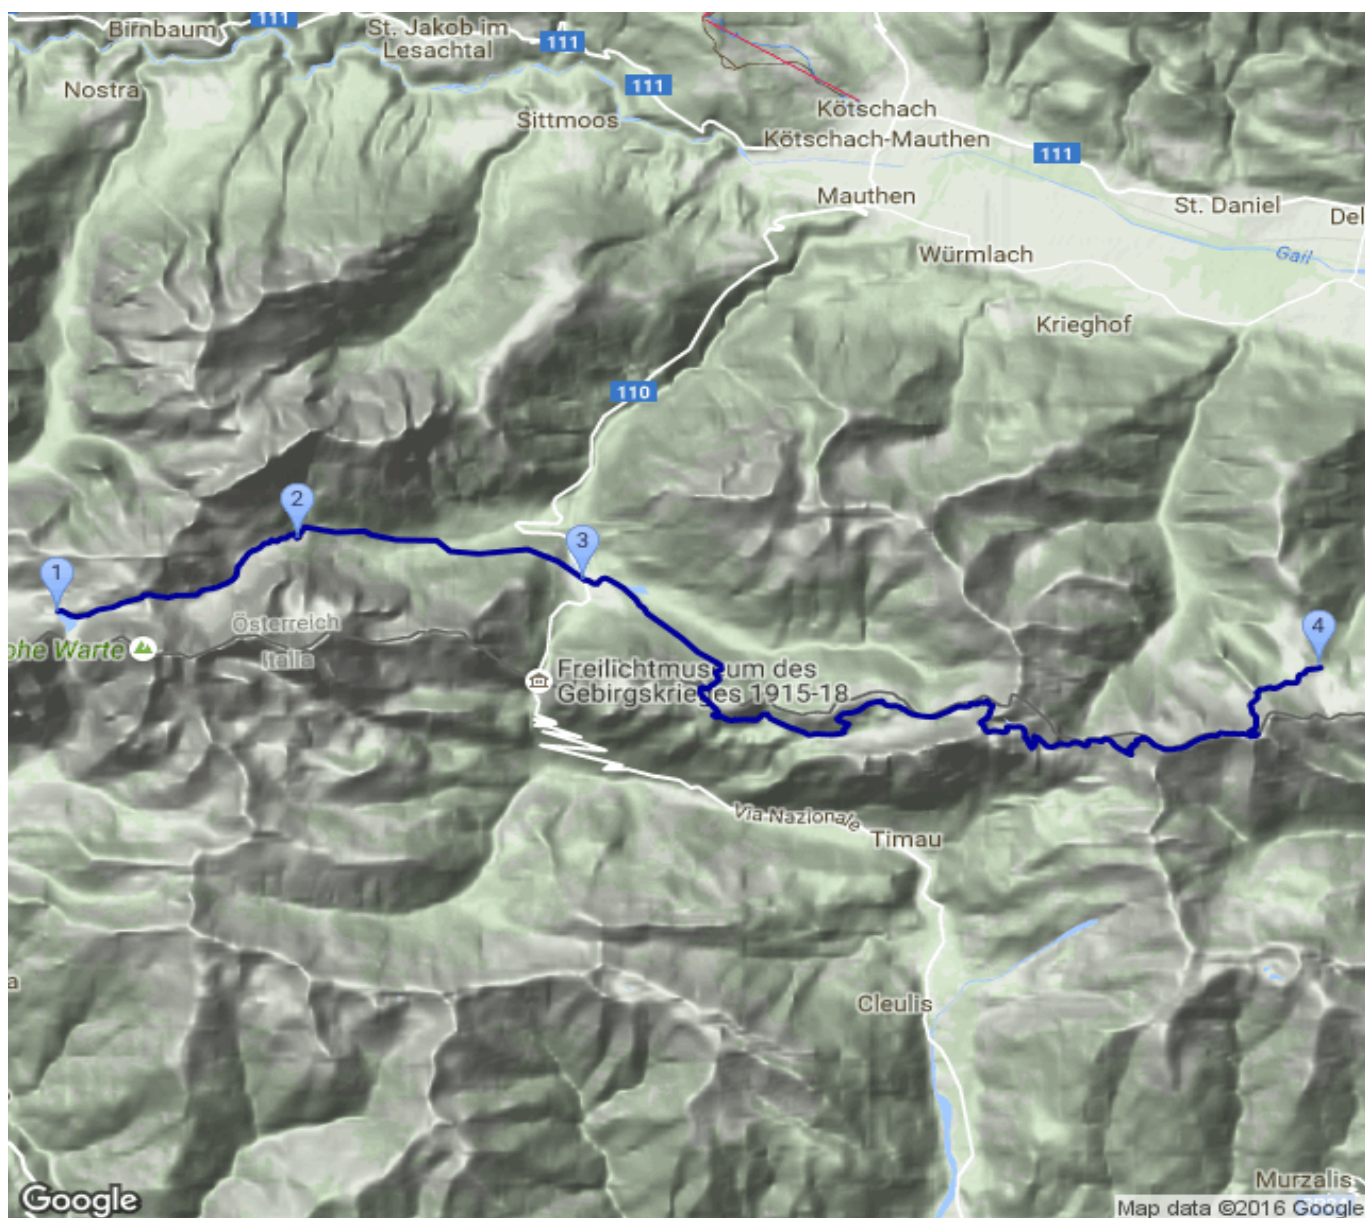 Birnbaum
111
St. Jakob im
Lesachtal
111
Nostra
111
Sittmoos
Kötschach
Kötschach-Mauthen
111
Mauthen
St. Daniel
Del
Würmlach
Gail
Krieghof
110
2
3
1
4
Österreich
Italia
ohe Warte
Freilichtmuseum des
Gebirgskrieges 1915-18
Via Nazionale
Timau
a
Cleulis
Murzalis
Google
Map data ©2016 Google